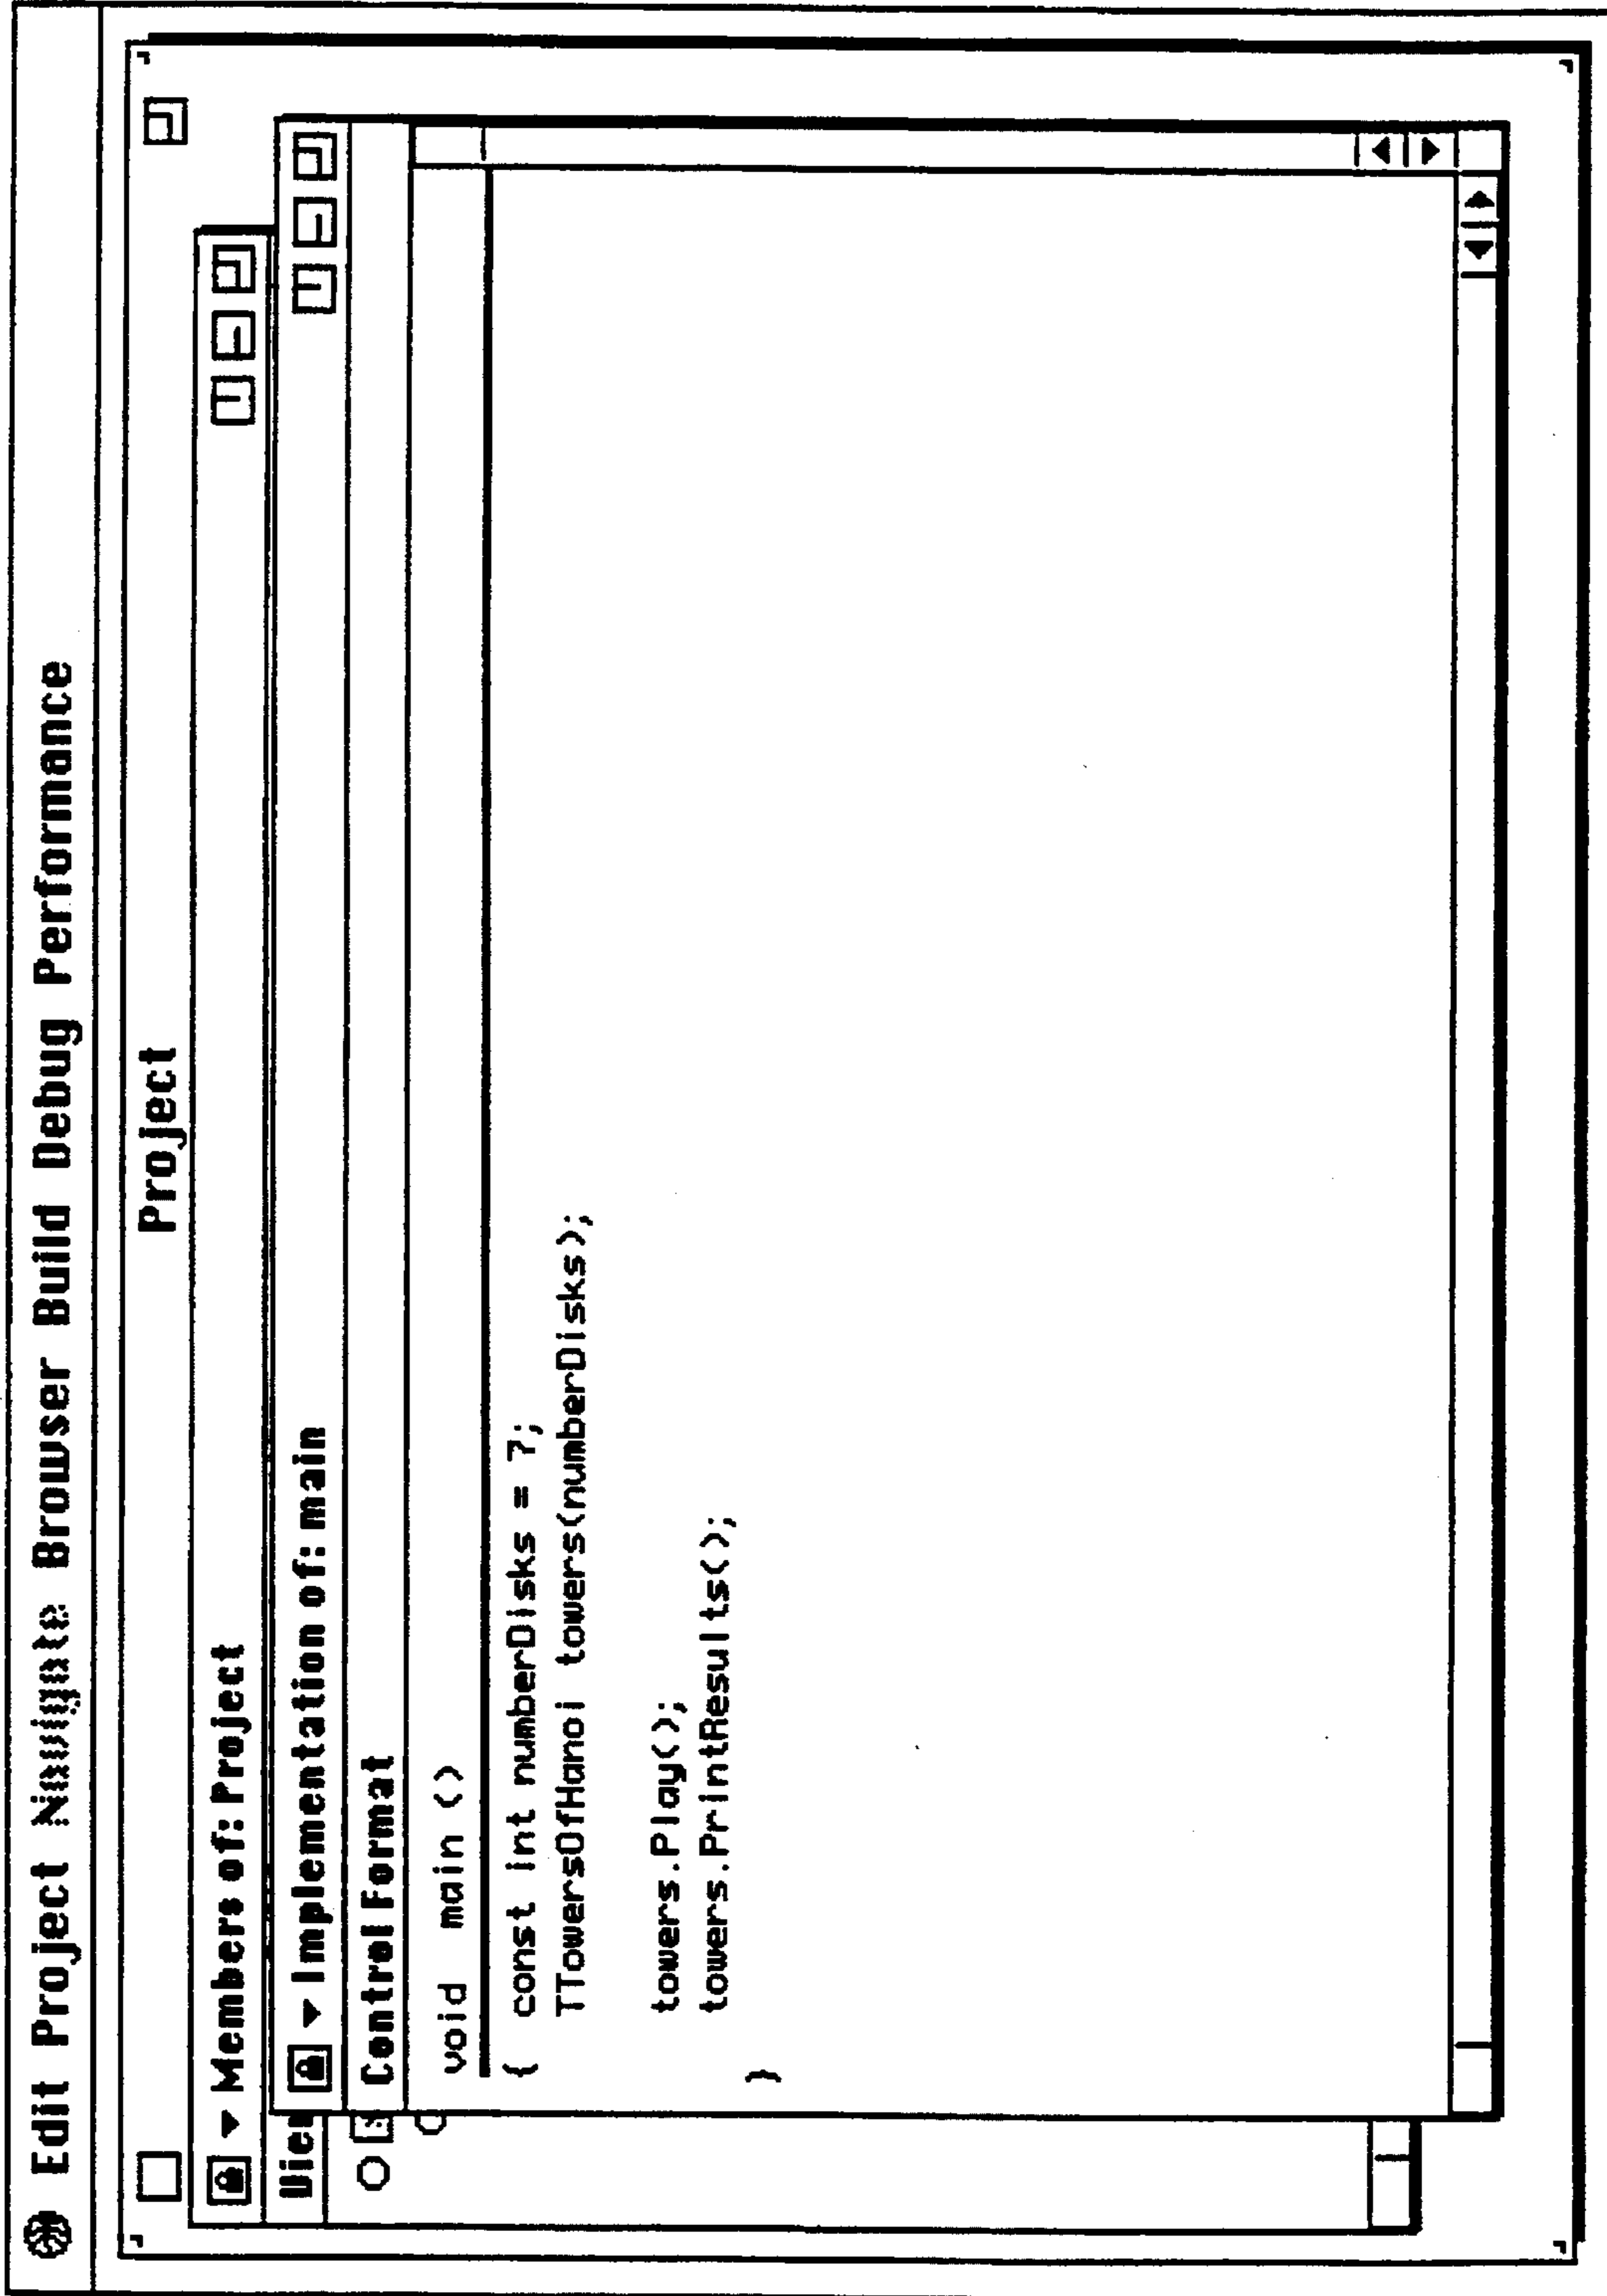 Edit Project Navigate Browser Build Debug Performance
Project
Members of: Project
Implementation of: main
Control Format
void main ()
{ const int numberDisks = 7;
TTowersOfHanoi towers(numberDisks);
towers.Play();
towers.PrintResults();
}